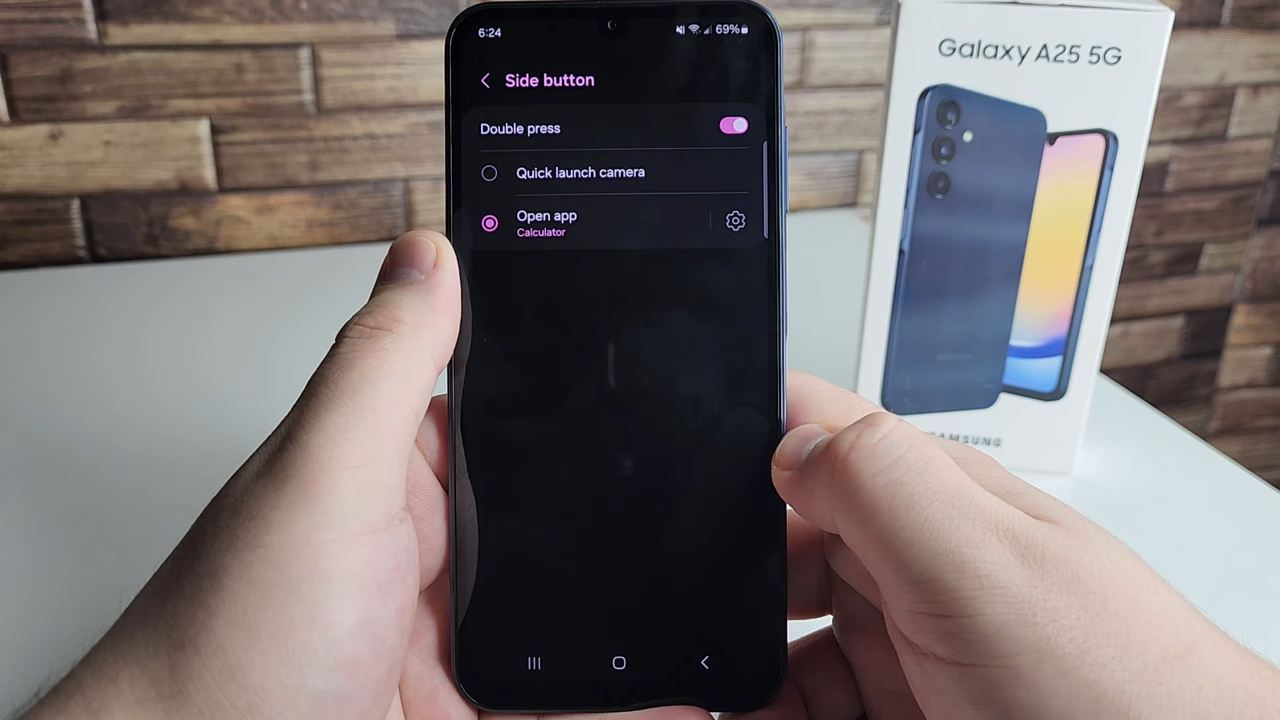 6:24
69%
Side button
Double press
Quick launch camera
Open app
Calculator
Galaxy A25 5G
SAMSUNG